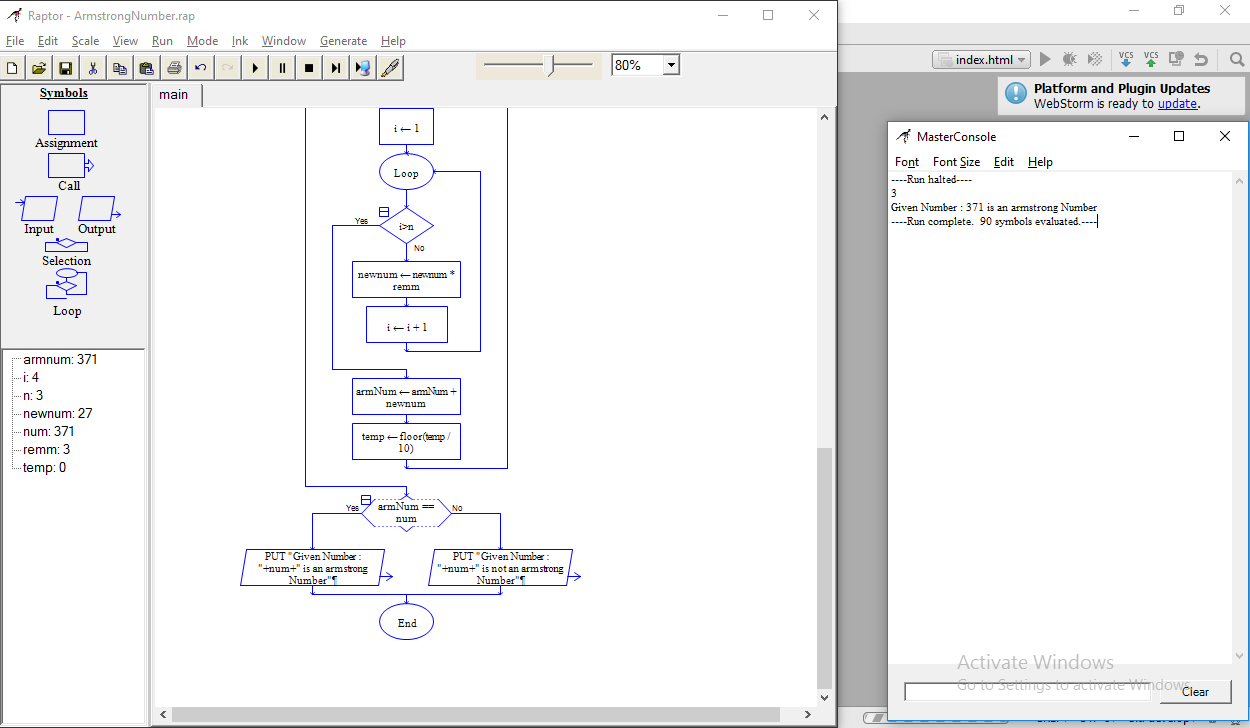 Raptor - ArmstrongNumber.rap
File Edit Scale View Run Mode Ink Window Generate Help
80%
Symbols
Assignment
Call
Input Output
Selection
Loop
armnum: 371
i: 4
n: 3
newnum: 27
num: 371
remm: 3
temp: 0
main
i ← 1
Loop
Yes
i>n
No
newnum ← newnum *
remm
i ← i + 1
armNum ← armNum +
newnum
temp ← floor(temp /
10)
Yes
armNum ==
num
No
PUT "Given Number :
"+num+" is an armstrong
Number"¶
PUT "Given Number :
"+num+" is not an armstrong
Number"¶
End
index.html
VCS VCS
Platform and Plugin Updates
WebStorm is ready to update.
MasterConsole
Font Font Size Edit Help
----Run halted----
3
Given Number : 371 is an armstrong Number
----Run complete.  90 symbols evaluated.----
Activate Windows
Go to Settings to activate Windows.
Clear